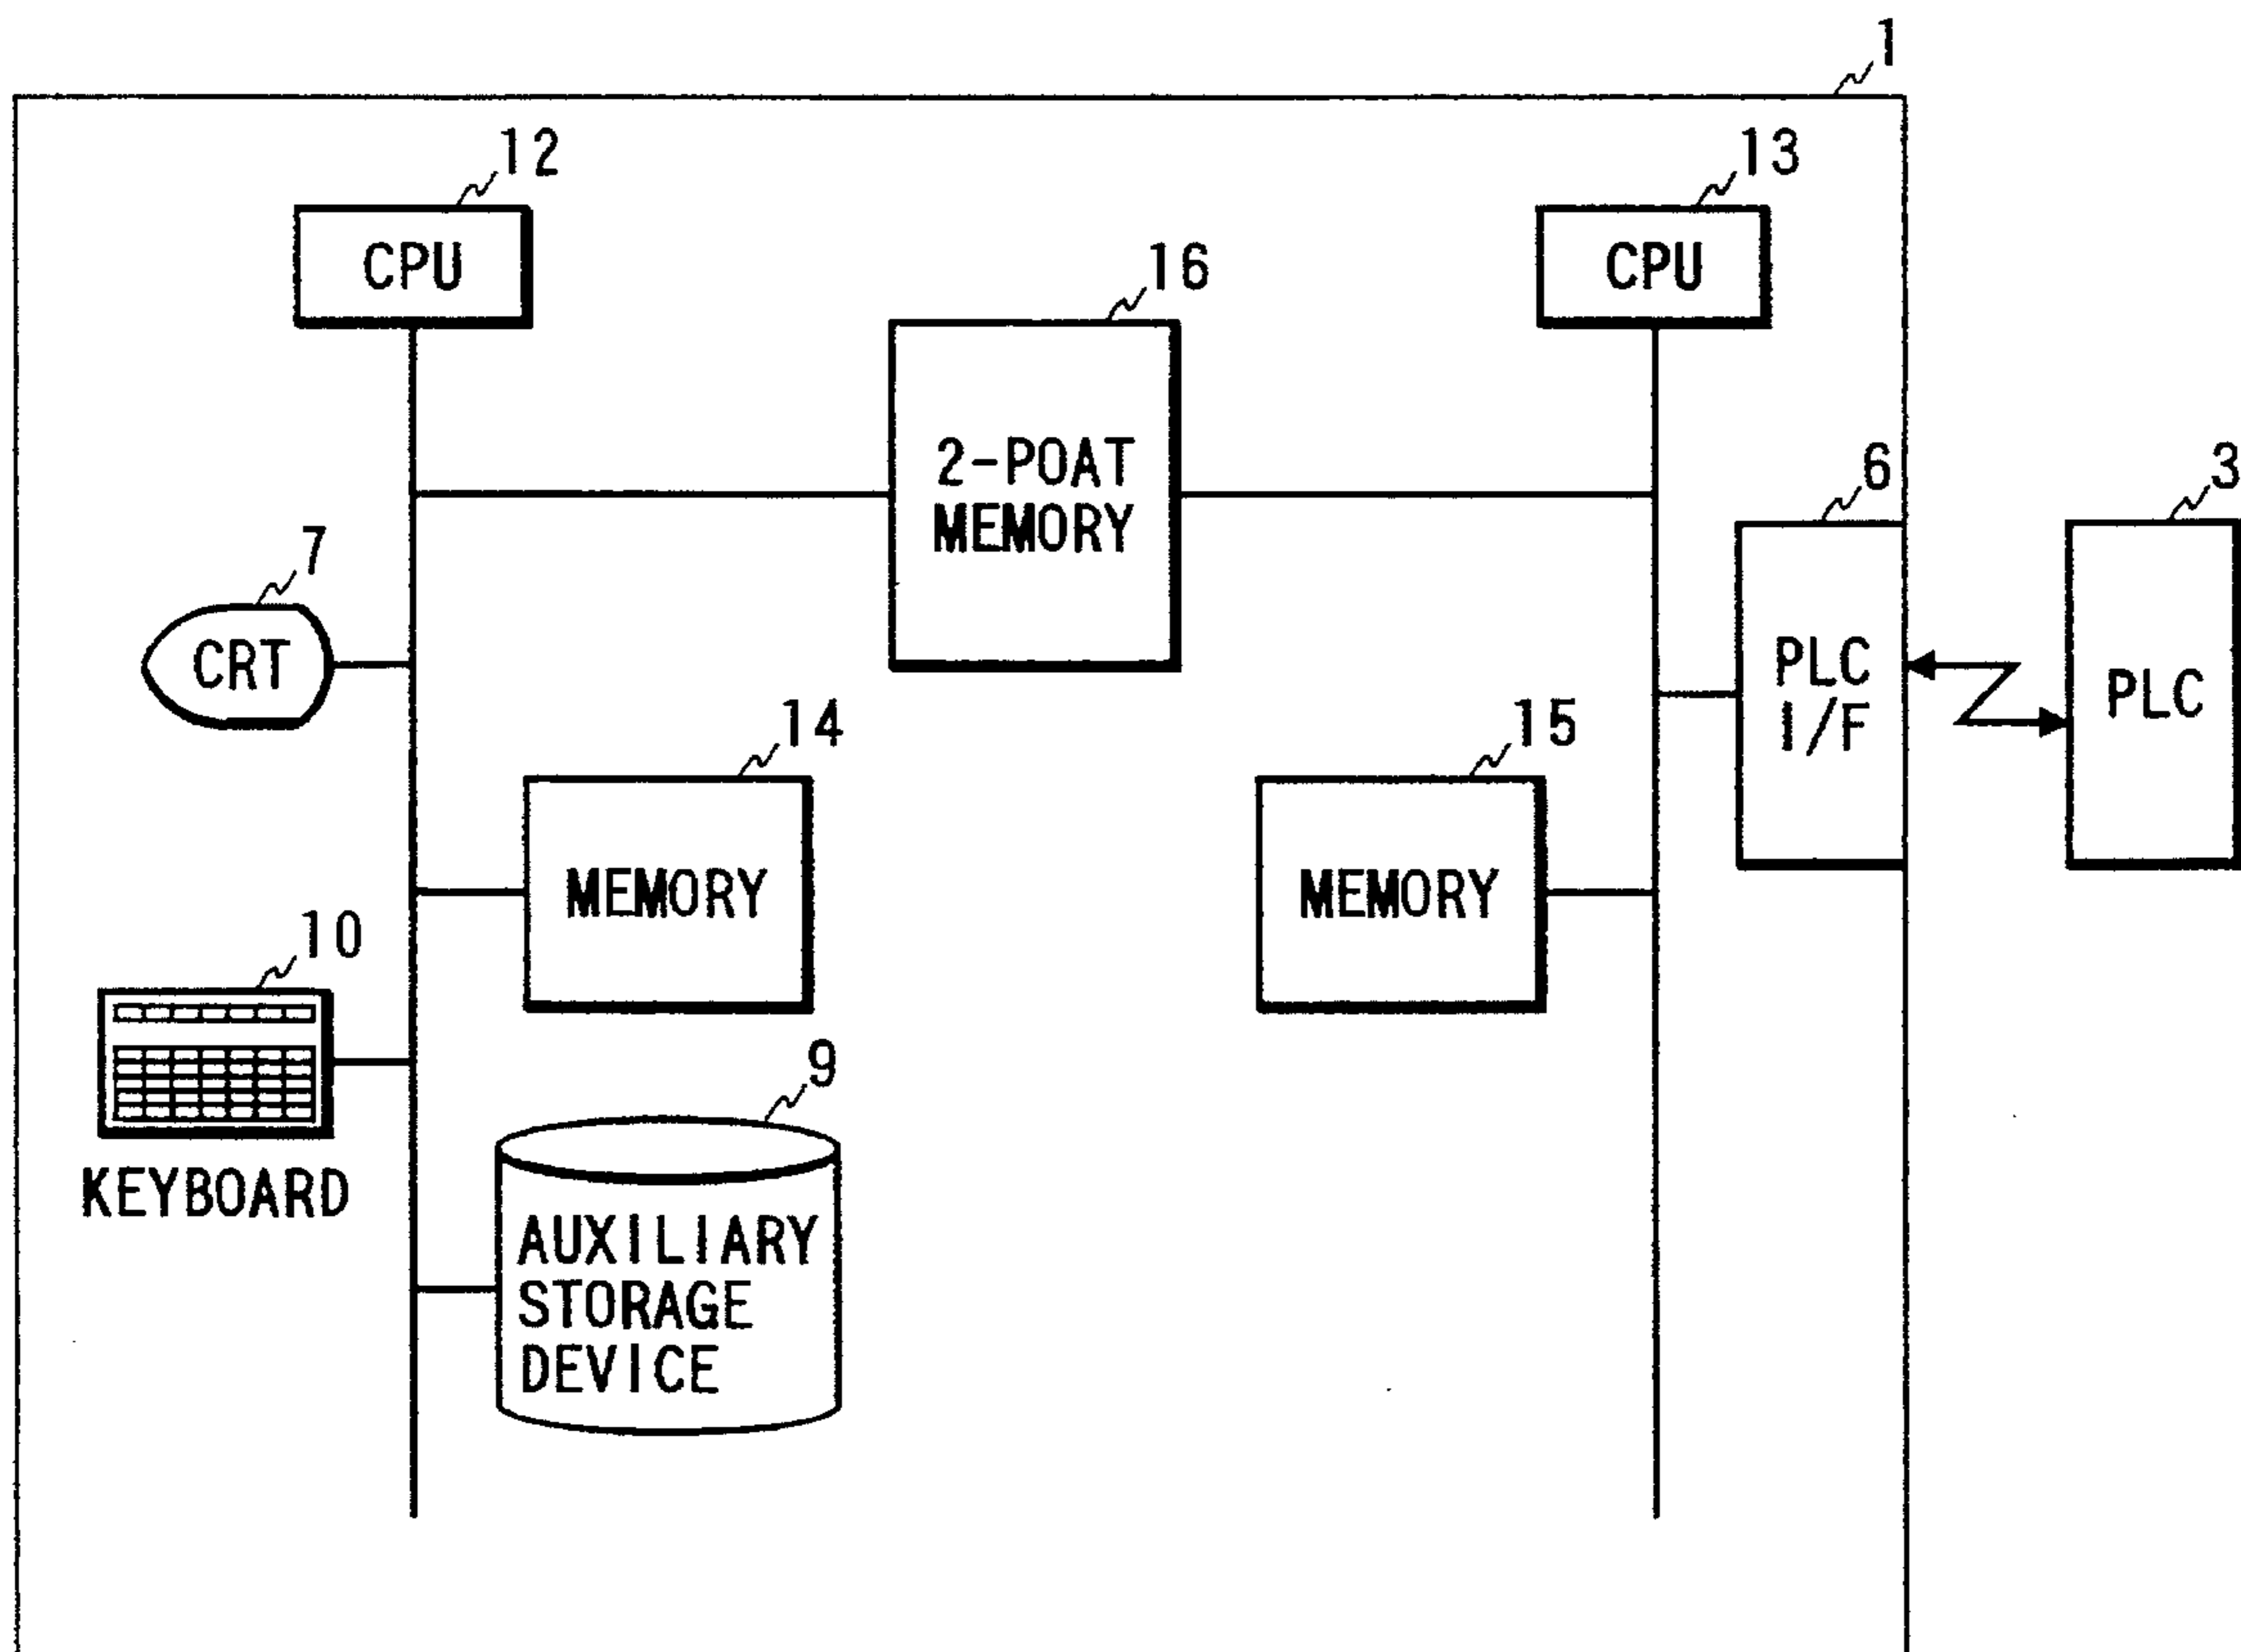 1
12
CPU
13
CPU
16
2-POAT
MEMORY
6
PLC
I/F
3
PLC
7
CRT
14
MEMORY
15
MEMORY
10
KEYBOARD
9
AUXILIARY
STORAGE
DEVICE